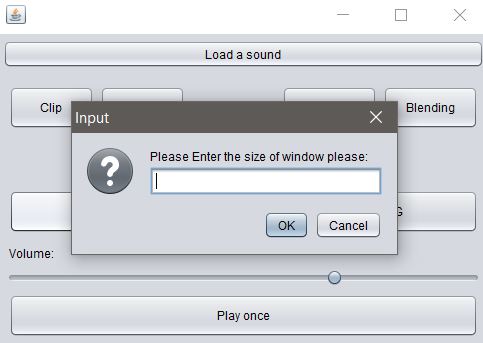 Load a sound
Clip
Blending
Input
Please Enter the size of window please:
OK
Cancel
Volume:
Play once